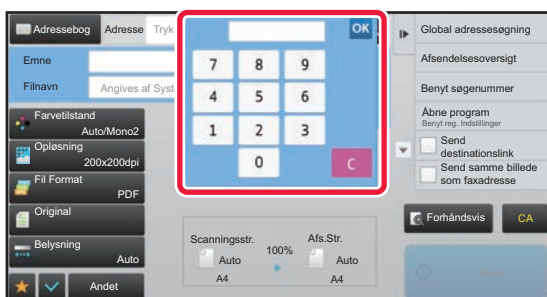 Adressebog
Adresse
Tryk
Emne
Filnavn
Angives af Syst
Farvetilstand
Auto/Mono2
Opløsning
200x200dpi
Fil Format
PDF
Original
Belysning
Auto
Andet
OK
7 8 9
4 5 6
1 2 3
0 C
Scanningsstr.
Auto
A4
100%
Afs.Str.
Auto
A4
Global adressesøgning
Afsendelsesoversigt
Benyt søgenummer
Åbne program
Benyt reg. Indstillinger
Send
destinationslink
Send samme billede
som faxadresse
Forhåndsvis
CA
Start